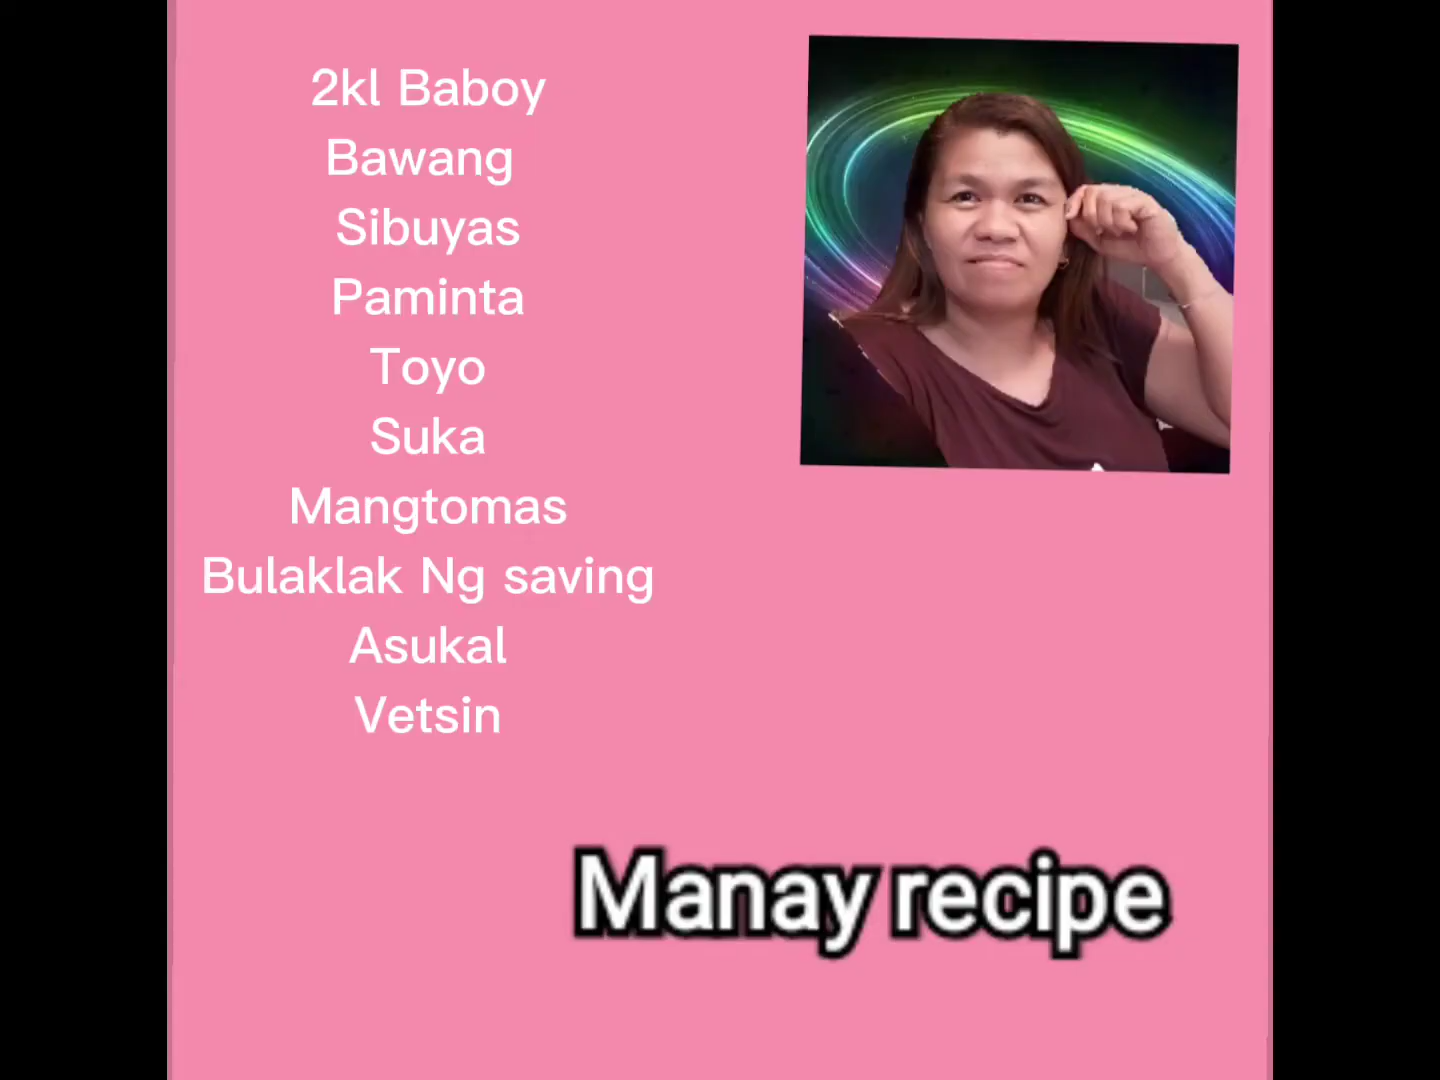 2kl Baboy
Bawang
Sibuyas
Paminta
Toyo
Suka
Mangtomas
Bulaklak Ng saving
Asukal
Vetsin
Manay recipe